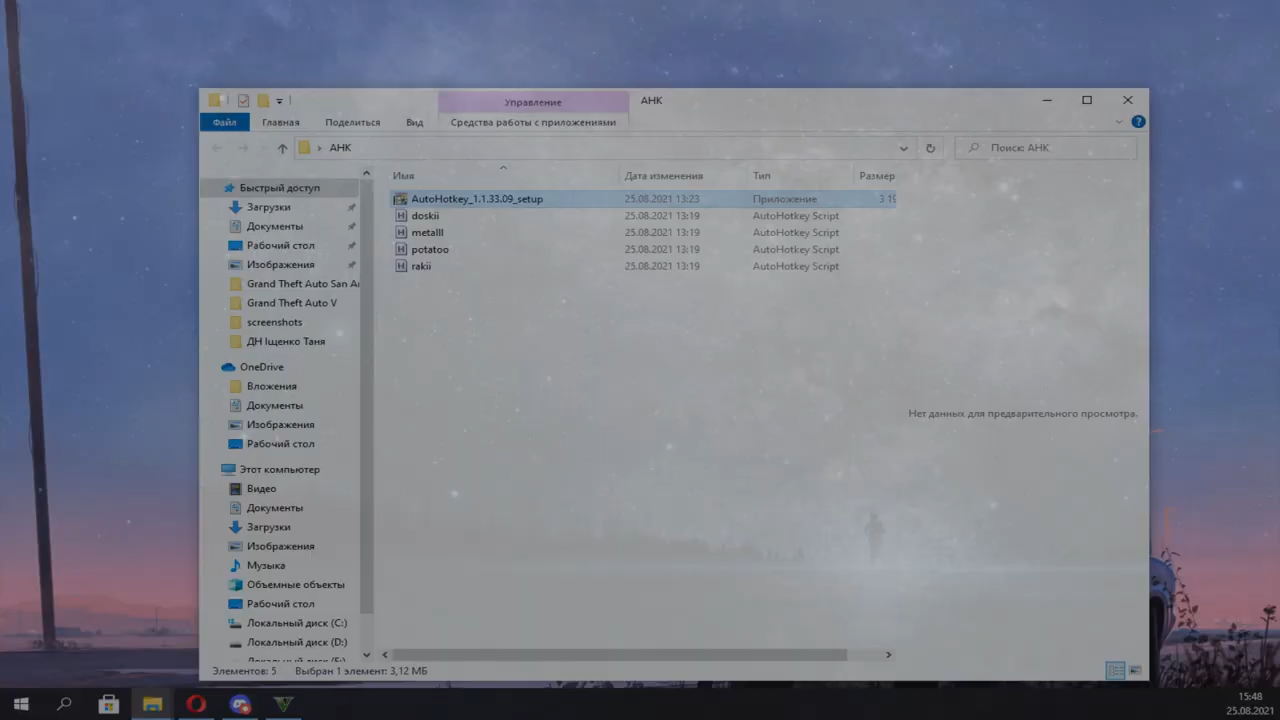 Управление
АНК
Файл
Главная
Поделиться
Вид
Средства работы с приложениями
АНК
Поиск: АНК
Имя
Дата изменения
Тип
Размер
Быстрый доступ
Загрузки
Документы
Рабочий стол
Изображения
Grand Theft Auto San
Grand Theft Auto V
screenshots
ДН Іщенко Таня
OneDrive
Вложения
Документы
Изображения
Рабочий стол
Этот компьютер
Видео
Документы
Загрузки
Изображения
Музыка
Объемные объекты
Рабочий стол
Локальный диск (C:)
Локальный диск (D:)
AutoHotkey_1.1.33.09_setup 25.08.2021 13:23 Приложение 3 19
doskii 25.08.2021 13:19 AutoHotkey Script
metalll 25.08.2021 13:19 AutoHotkey Script
potatoo 25.08.2021 13:19 AutoHotkey Script
rakii 25.08.2021 13:19 AutoHotkey Script
Нет данных для предварительного просмотра.
Элементов: 5
Выбран 1 элемент: 3,12 МБ
15:48
25.08.2021